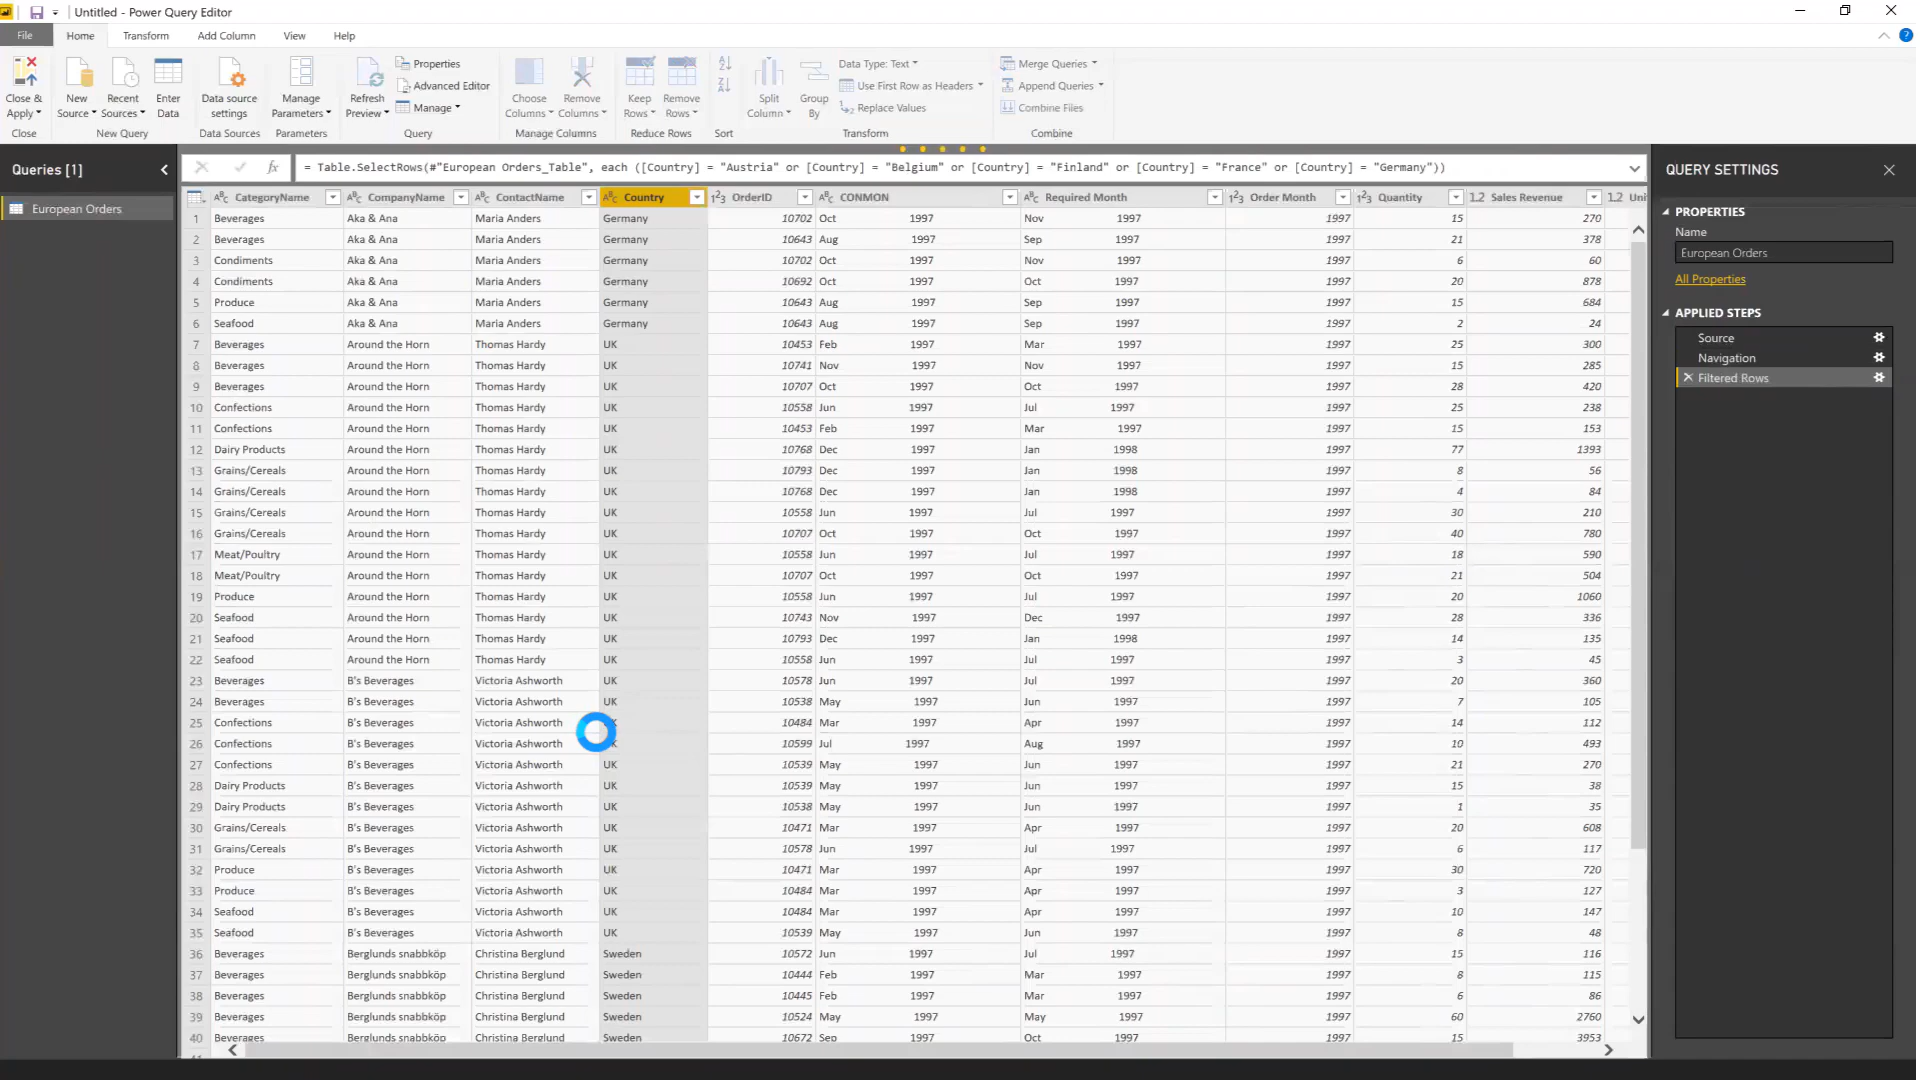 Untitled - Power Query Editor
File Home Transform Add Column View Help
Close & Apply New Source Recent Sources Enter Data Data source settings Manage Parameters Refresh Preview Properties Advanced Editor Manage Choose Columns Remove Columns Keep Rows Remove Rows Split Column Group By Data Type: Text Use First Row as Headers Replace Values Merge Queries Append Queries Combine Files
Close New Query Data Sources Parameters Query Manage Columns Reduce Rows Sort Transform Combine
Queries [1]
European Orders
= Table.SelectRows(#"European Orders_Table", each ([Country] = "Austria" or [Country] = "Belgium" or [Country] = "Finland" or [Country] = "France" or [Country] = "Germany"))
CategoryName CompanyName ContactName Country OrderID CONMON Required Month Order Month Quantity Sales Revenue Uni
1 Beverages Aka & Ana Maria Anders Germany 10702 Oct 1997 Nov 1997 1997 15 270
2 Beverages Aka & Ana Maria Anders Germany 10643 Aug 1997 Sep 1997 1997 21 378
3 Condiments Aka & Ana Maria Anders Germany 10702 Oct 1997 Nov 1997 1997 6 60
4 Condiments Aka & Ana Maria Anders Germany 10692 Oct 1997 Oct 1997 1997 20 878
5 Produce Aka & Ana Maria Anders Germany 10643 Aug 1997 Sep 1997 1997 15 684
6 Seafood Aka & Ana Maria Anders Germany 10643 Aug 1997 Sep 1997 1997 2 24
7 Beverages Around the Horn Thomas Hardy UK 10453 Feb 1997 Mar 1997 1997 25 300
8 Beverages Around the Horn Thomas Hardy UK 10741 Nov 1997 Nov 1997 1997 15 285
9 Beverages Around the Horn Thomas Hardy UK 10707 Oct 1997 Oct 1997 1997 28 420
10 Confections Around the Horn Thomas Hardy UK 10558 Jun 1997 Jul 1997 1997 25 238
11 Confections Around the Horn Thomas Hardy UK 10453 Feb 1997 Mar 1997 1997 15 153
12 Dairy Products Around the Horn Thomas Hardy UK 10768 Dec 1997 Jan 1998 1997 77 1393
13 Grains/Cereals Around the Horn Thomas Hardy UK 10793 Dec 1997 Jan 1998 1997 8 56
14 Grains/Cereals Around the Horn Thomas Hardy UK 10768 Dec 1997 Jan 1998 1997 4 84
15 Grains/Cereals Around the Horn Thomas Hardy UK 10558 Jun 1997 Jul 1997 1997 30 210
16 Grains/Cereals Around the Horn Thomas Hardy UK 10707 Oct 1997 Oct 1997 1997 40 780
17 Meat/Poultry Around the Horn Thomas Hardy UK 10558 Jun 1997 Jul 1997 1997 18 590
18 Meat/Poultry Around the Horn Thomas Hardy UK 10707 Oct 1997 Oct 1997 1997 21 504
19 Produce Around the Horn Thomas Hardy UK 10558 Jun 1997 Jul 1997 1997 20 1060
20 Seafood Around the Horn Thomas Hardy UK 10743 Nov 1997 Dec 1997 1997 28 336
21 Seafood Around the Horn Thomas Hardy UK 10793 Dec 1997 Jan 1998 1997 14 135
22 Seafood Around the Horn Thomas Hardy UK 10558 Jun 1997 Jul 1997 1997 3 45
23 Beverages B's Beverages Victoria Ashworth UK 10578 Jun 1997 Jul 1997 1997 20 360
24 Beverages B's Beverages Victoria Ashworth UK 10538 May 1997 Jun 1997 1997 7 105
25 Confections B's Beverages Victoria Ashworth 10484 Mar 1997 Apr 1997 1997 14 112
26 Confections B's Beverages Victoria Ashworth 10599 Jul 1997 Aug 1997 1997 10 493
27 Confections B's Beverages Victoria Ashworth UK 10539 May 1997 Jun 1997 1997 21 270
28 Dairy Products B's Beverages Victoria Ashworth UK 10539 May 1997 Jun 1997 1997 15 38
29 Dairy Products B's Beverages Victoria Ashworth UK 10538 May 1997 Jun 1997 1997 1 35
30 Grains/Cereals B's Beverages Victoria Ashworth UK 10471 Mar 1997 Apr 1997 1997 20 608
31 Grains/Cereals B's Beverages Victoria Ashworth UK 10578 Jun 1997 Jul 1997 1997 6 117
32 Produce B's Beverages Victoria Ashworth UK 10471 Mar 1997 Apr 1997 1997 30 720
33 Produce B's Beverages Victoria Ashworth UK 10484 Mar 1997 Apr 1997 1997 3 127
34 Seafood B's Beverages Victoria Ashworth UK 10484 Mar 1997 Apr 1997 1997 10 147
35 Seafood B's Beverages Victoria Ashworth UK 10539 May 1997 Jun 1997 1997 8 48
36 Beverages Berglunds snabbköp Christina Berglund Sweden 10572 Jun 1997 Jul 1997 1997 15 116
37 Beverages Berglunds snabbköp Christina Berglund Sweden 10444 Feb 1997 Mar 1997 1997 8 115
38 Beverages Berglunds snabbköp Christina Berglund Sweden 10445 Feb 1997 Mar 1997 1997 6 86
39 Beverages Berglunds snabbköp Christina Berglund Sweden 10524 May 1997 May 1997 1997 60 2760
40 Beverages Berglunds snabbköp Christina Berglund Sweden 10672 Sep 1997 Oct 1997 1997 15 3953
QUERY SETTINGS
PROPERTIES
Name
European Orders
All Properties
APPLIED STEPS
Source
Navigation
Filtered Rows